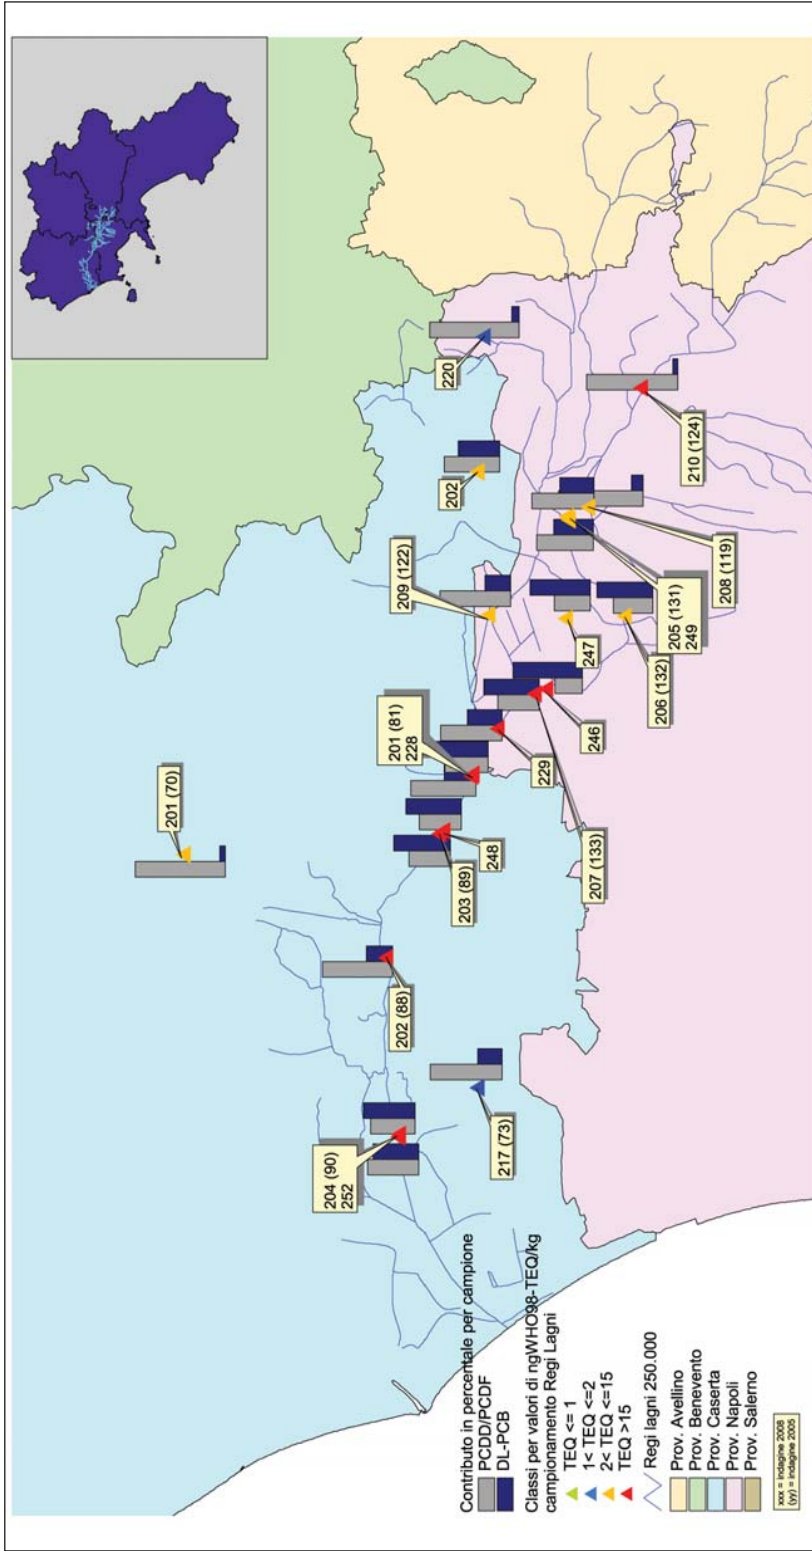 204 (90)
252
217 (73)
202 (88)
201 (70)
203 (89)
248
201 (81)
228
229
207 (133)
246
209 (122)
247
206 (132)
205 (131)
249
208 (119)
202
220
210 (124)
Contributo in percentale per campione
PCDD/PCDF
DL-PCB
Classi per valori di ngWHO98-TEQ/kg
campionamento Regi Lagni
TEQ <= 1
1< TEQ <=2
2< TEQ <=15
TEQ >15
Regi lagni 250.000
Prov. Avellino
Prov. Benevento
Prov. Caserta
Prov. Napoli
Prov. Salerno
xxx = indagine 2008
(yy) = indagine 2005